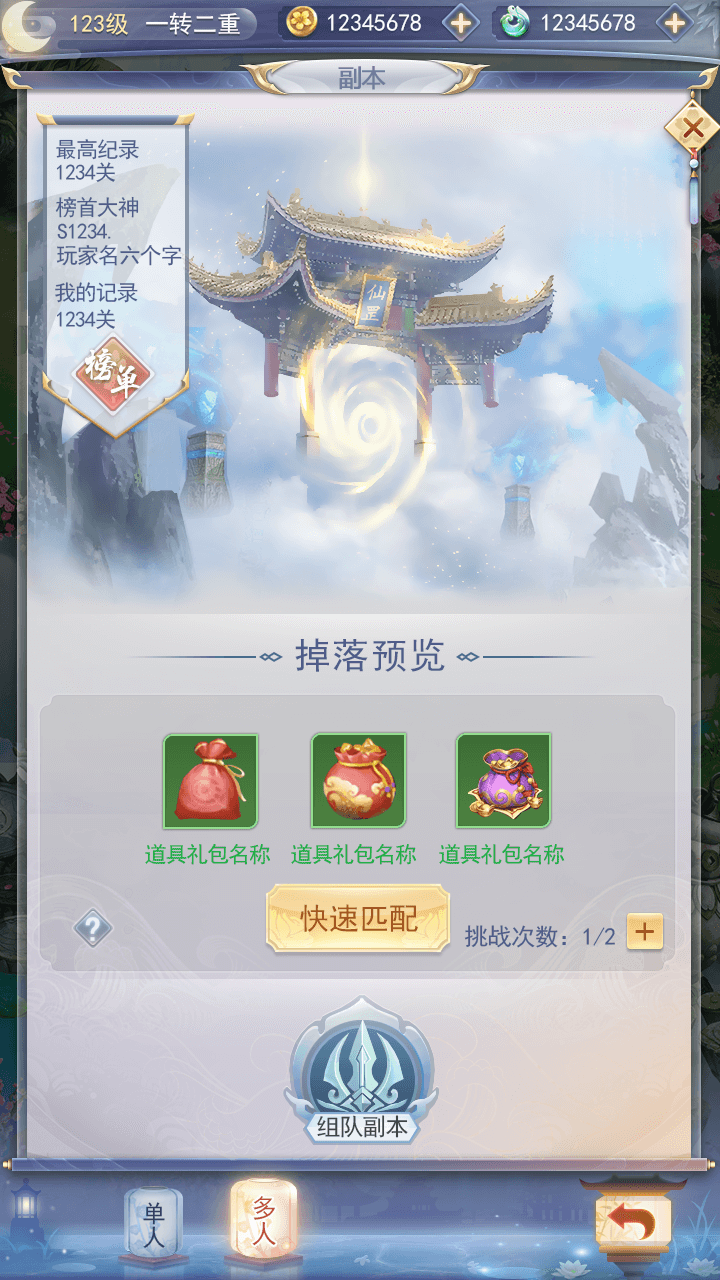 123级 一转二重 12345678 12345678
副本
最高纪录
1234关
榜首大神
S1234.
玩家名六个字
我的记录
1234关
榜单
仙罡
掉落预览
道具礼包名称 道具礼包名称 道具礼包名称
?
快速匹配
挑战次数：1/2
组队副本
单人 多人